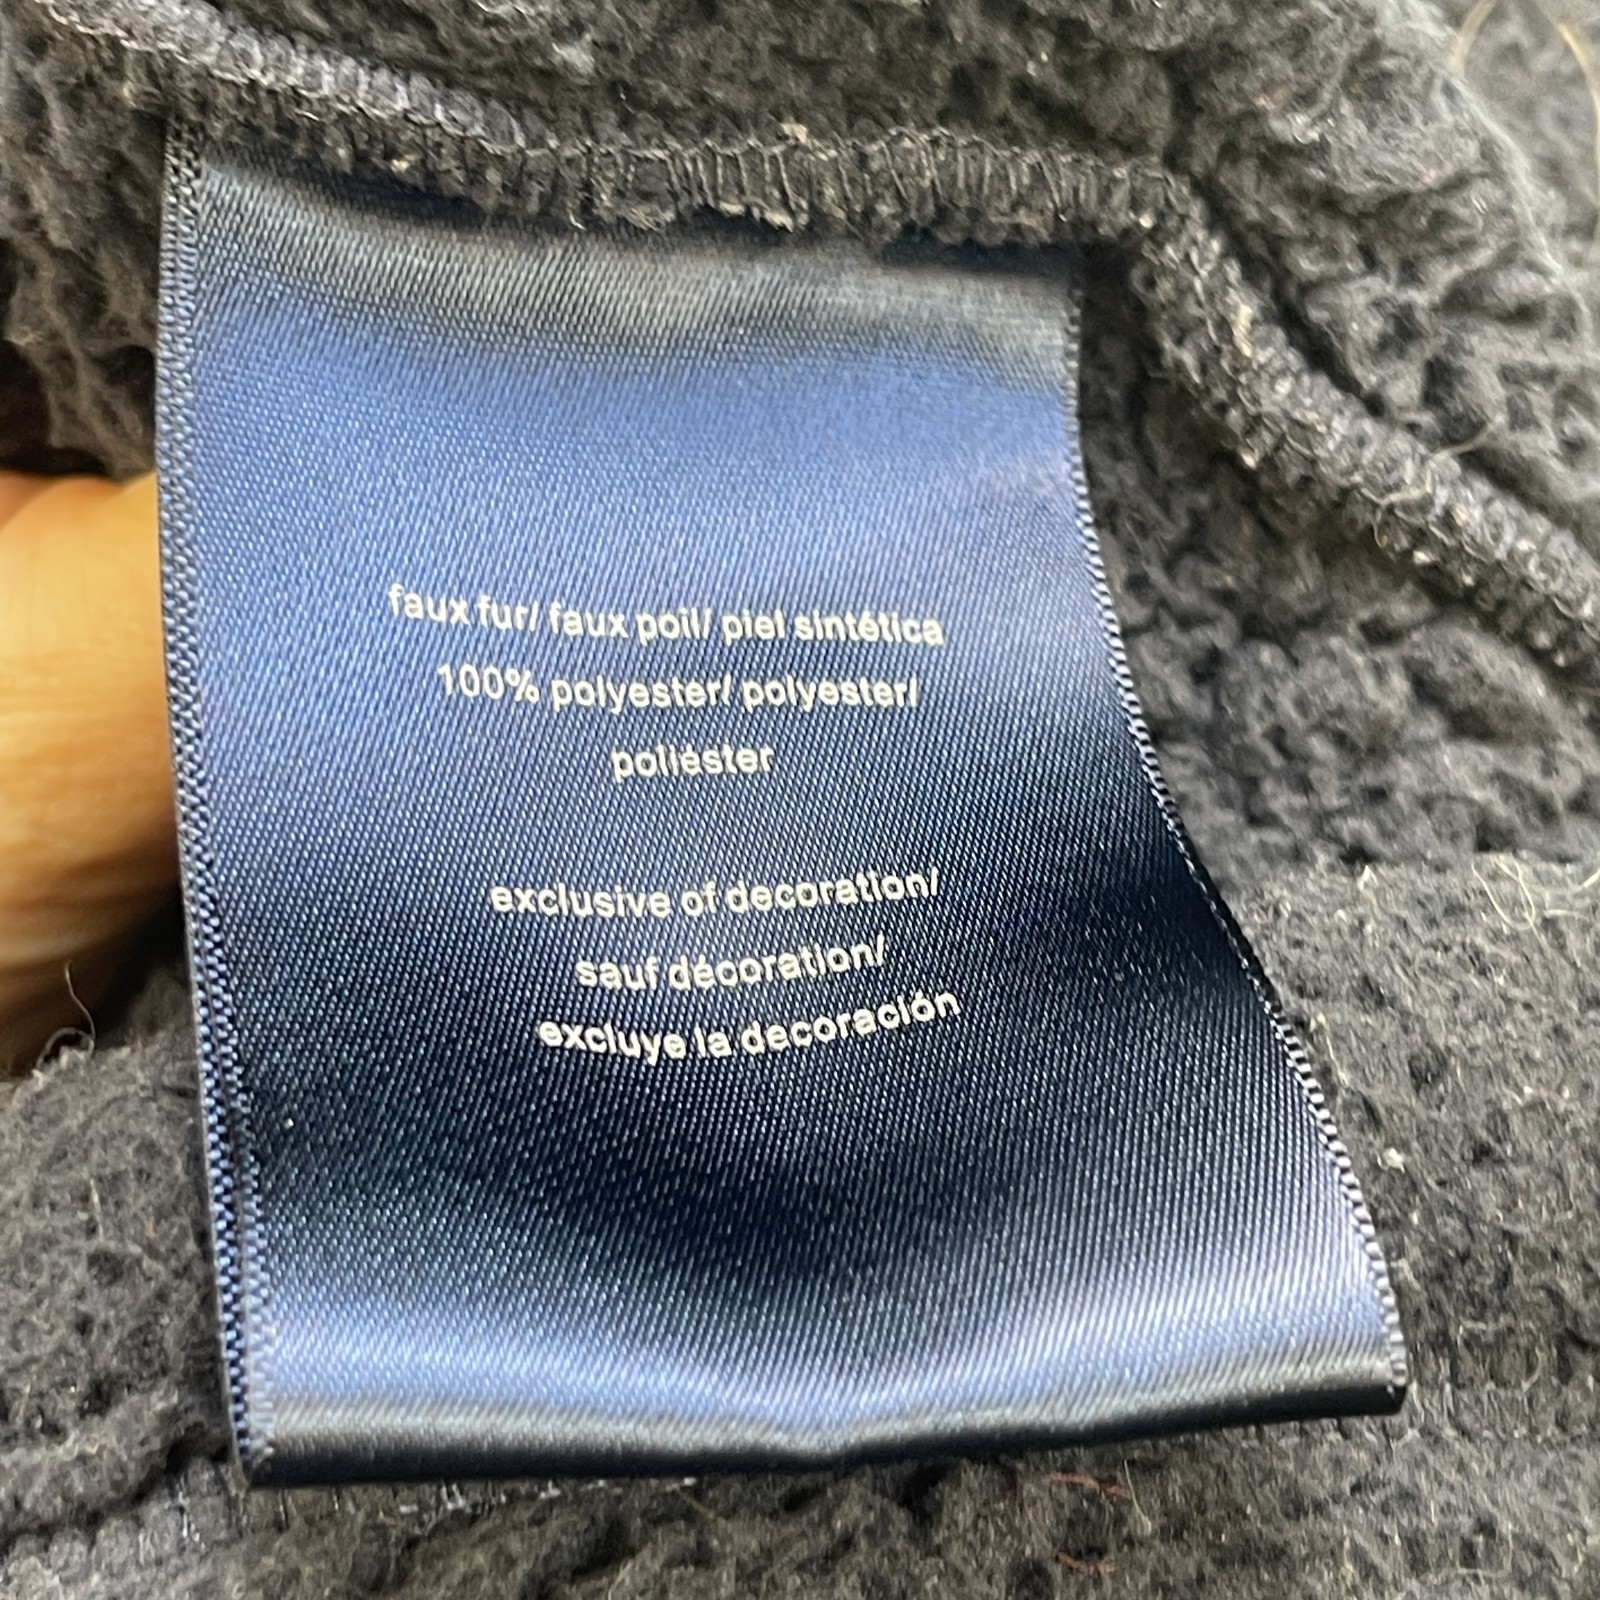 faux fur/ faux poil/ piel sintética
100% polyester/ polyester/
poliéster
exclusive of decoration/
sauf décoration/
excluye la decoración